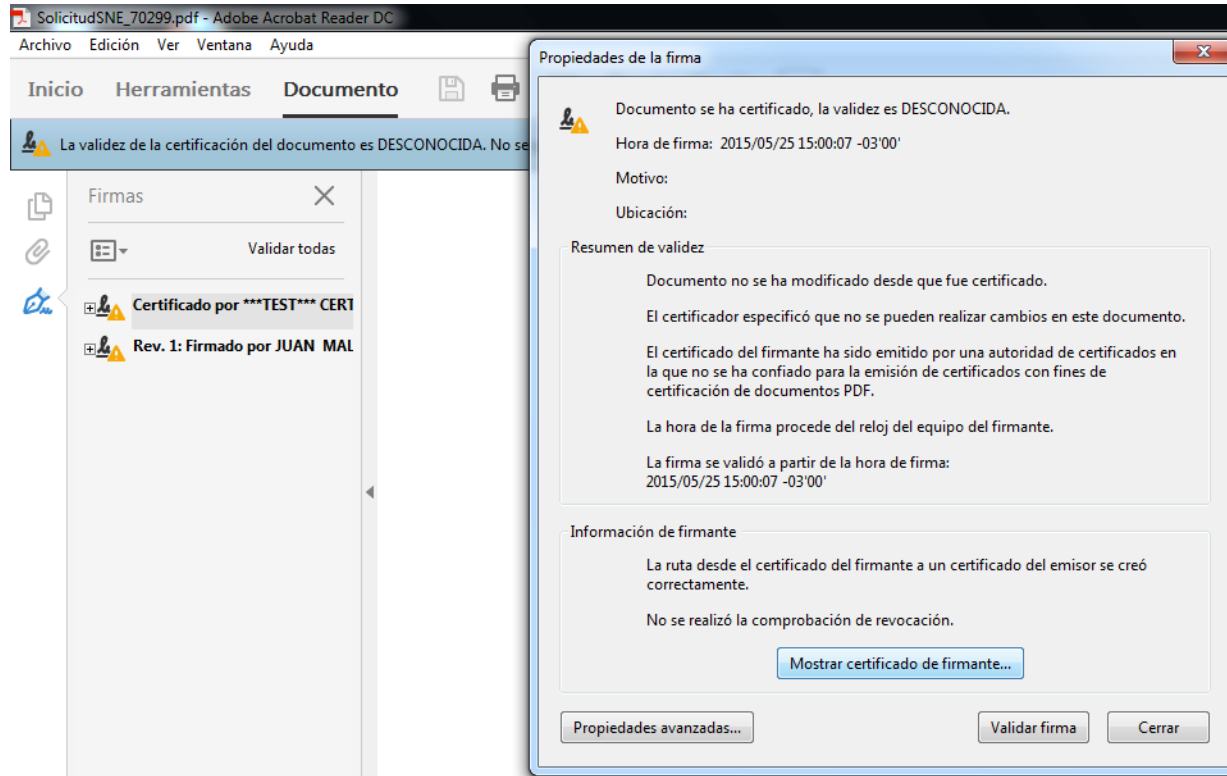 SolicitudSNE_70299.pdf - Adobe Acrobat Reader DC
Archivo Edición Ver Ventana Ayuda
Inicio Herramientas Documento
La validez de la certificación del documento es DESCONOCIDA. No se
Firmas
Validar todas
Certificado por ***TEST*** CERT
Rev. 1: Firmado por JUAN MAL
Propiedades de la firma
Documento se ha certificado, la validez es DESCONOCIDA.
Hora de firma: 2015/05/25 15:00:07 -03'00'
Motivo:
Ubicación:
Resumen de validez
Documento no se ha modificado desde que fue certificado.
El certificador especificó que no se pueden realizar cambios en este documento.
El certificado del firmante ha sido emitido por una autoridad de certificados en
la que no se ha confiado para la emisión de certificados con fines de
certificación de documentos PDF.
La hora de la firma procede del reloj del equipo del firmante.
La firma se validó a partir de la hora de firma:
2015/05/25 15:00:07 -03'00'
Información de firmante
La ruta desde el certificado del firmante a un certificado del emisor se creó
correctamente.
No se realizó la comprobación de revocación.
Mostrar certificado de firmante...
Propiedades avanzadas...
Validar firma
Cerrar